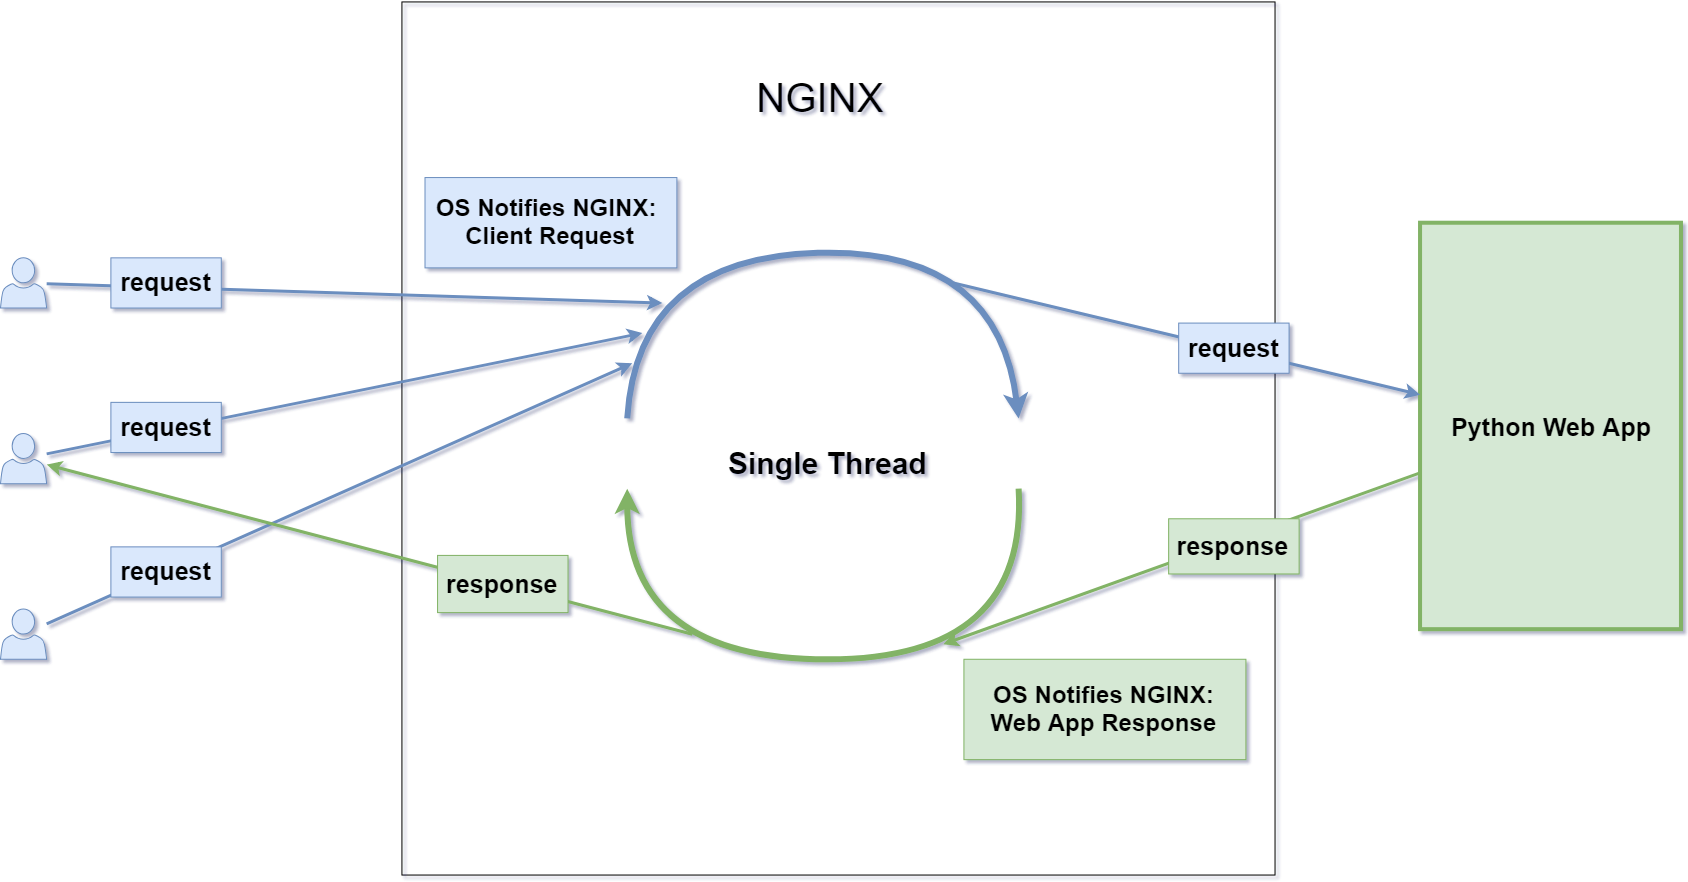 NGINX
OS Notifies NGINX:
Client Request
request
request
request
request
Single Thread
Python Web App
response
response
OS Notifies NGINX:
Web App Response